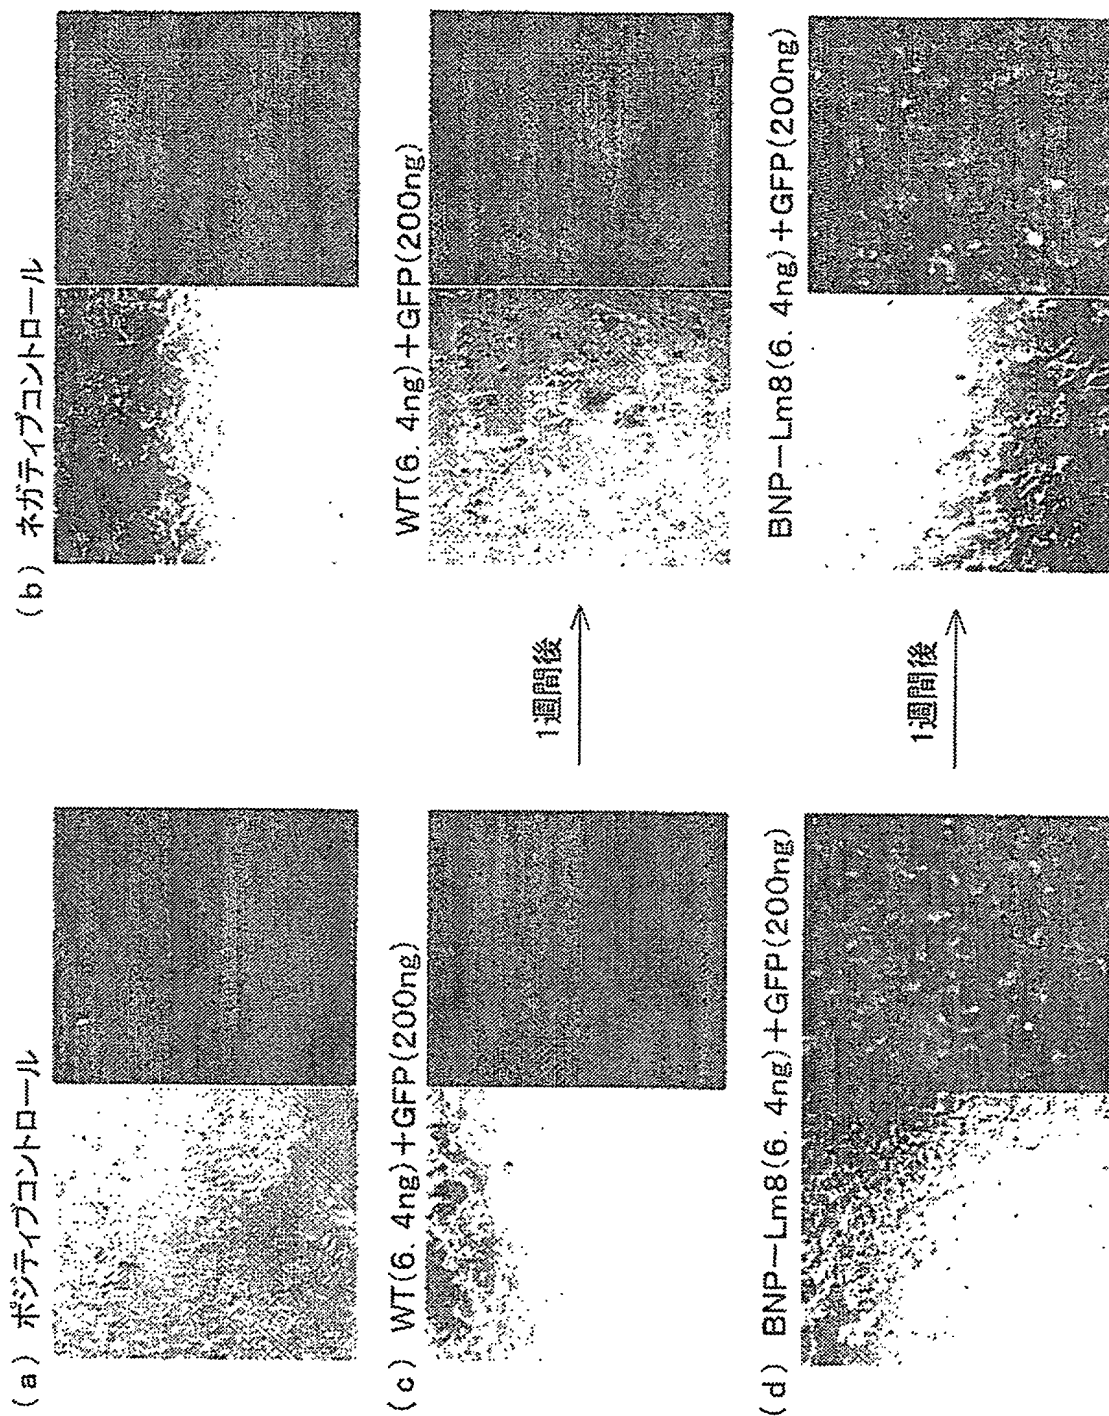 (a) ポジティブコントロール
(b) ネガティブコントロール
(c) WT(6. 4ng)+GFP(200ng)
1週間後
WT(6. 4ng)+GFP(200ng)
(d) BNP-Lm8(6. 4ng)+GFP(200ng)
1週間後
BNP-Lm8(6. 4ng)+GFP(200ng)